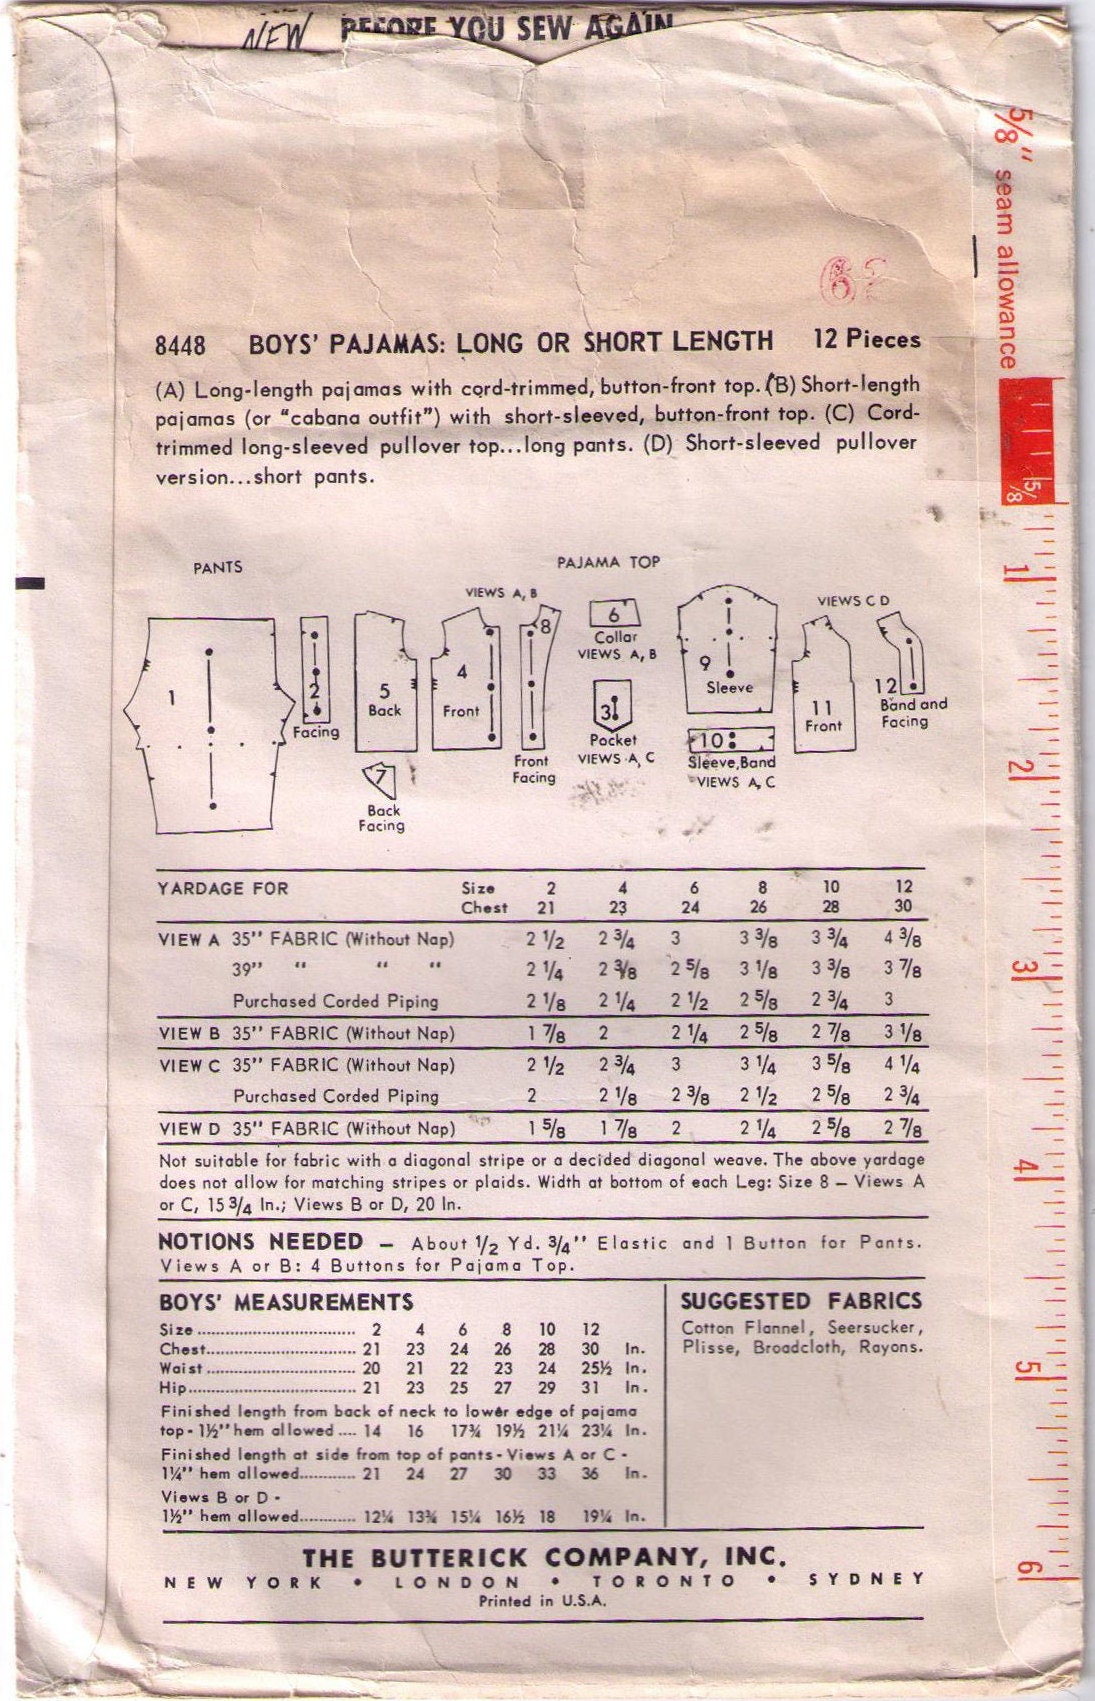 NEW BEFORE YOU SEW AGAIN
5/8" seam allowance
8448 BOYS' PAJAMAS: LONG OR SHORT LENGTH 12 Pieces
(A) Long-length pajamas with cord-trimmed, button-front top. (B) Short-length
pajamas (or "cabana outfit") with short-sleeved, button-front top. (C) Cord-
trimmed long-sleeved pullover top...long pants. (D) Short-sleeved pullover
version...short pants.
PANTS
PAJAMA TOP
VIEWS A, B
VIEWS C D
1
2
Facing
5
Back
7
Back
Facing
4
Front
8
Front
Facing
6
Collar
VIEWS A, B
3
Pocket
VIEWS A, C
9
Sleeve
10
Sleeve Band
VIEWS A, C
11
Front
12
Band and
Facing
YARDAGE FOR Size 2 4 6 8 10 12
Chest 21 23 24 26 28 30
VIEW A 35" FABRIC (Without Nap) 2 1/2 2 3/4 3 3 3/8 3 3/4 4 3/8
39" " " " 2 1/4 2 3/8 2 5/8 3 1/8 3 3/8 3 7/8
Purchased Corded Piping 2 1/8 2 1/4 2 1/2 2 5/8 2 3/4 3
VIEW B 35" FABRIC (Without Nap) 1 7/8 2 2 1/4 2 5/8 2 7/8 3 1/8
VIEW C 35" FABRIC (Without Nap) 2 1/2 2 3/4 3 3 1/4 3 5/8 4 1/4
Purchased Corded Piping 2 2 1/8 2 3/8 2 1/2 2 5/8 2 3/4
VIEW D 35" FABRIC (Without Nap) 1 5/8 1 7/8 2 2 1/4 2 5/8 2 7/8
Not suitable for fabric with a diagonal stripe or a decided diagonal weave. The above yardage
does not allow for matching stripes or plaids. Width at bottom of each Leg: Size 8 – Views A
or C, 15 3/4 In.; Views B or D, 20 In.
NOTIONS NEEDED – About 1/2 Yd. 3/4" Elastic and 1 Button for Pants.
Views A or B: 4 Buttons for Pajama Top.
BOYS' MEASUREMENTS
Size ................................... 2 4 6 8 10 12
Chest................................. 21 23 24 26 28 30 In.
Waist ................................. 20 21 22 23 24 25½ In.
Hip..................................... 21 23 25 27 29 31 In.
Finished length from back of neck to lower edge of pajama
top - 1½" hem allowed .... 14 16 17¾ 19½ 21¼ 23¼ In.
Finished length at side from top of pants - Views A or C -
1¼" hem allowed............ 21 24 27 30 33 36 In.
Views B or D -
1½" hem allowed............ 12¼ 13¾ 15¼ 16½ 18 19¼ In.
SUGGESTED FABRICS
Cotton Flannel, Seersucker,
Plisse, Broadcloth, Rayons.
THE BUTTERICK COMPANY, INC.
NEW YORK • LONDON • TORONTO • SYDNEY
Printed in U.S.A.
5/8
1
2
3
4
5
6